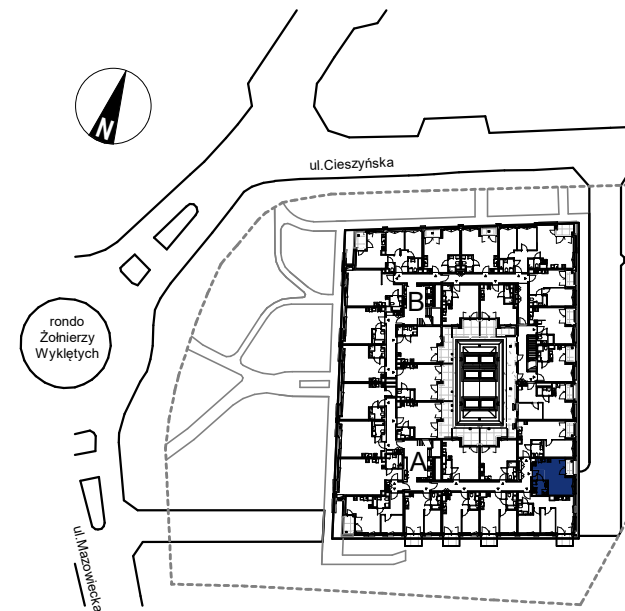 N
ul.Cieszyńska
B
rondo
Żołnierzy
Wyklętych
A
ul.Mazowiecka